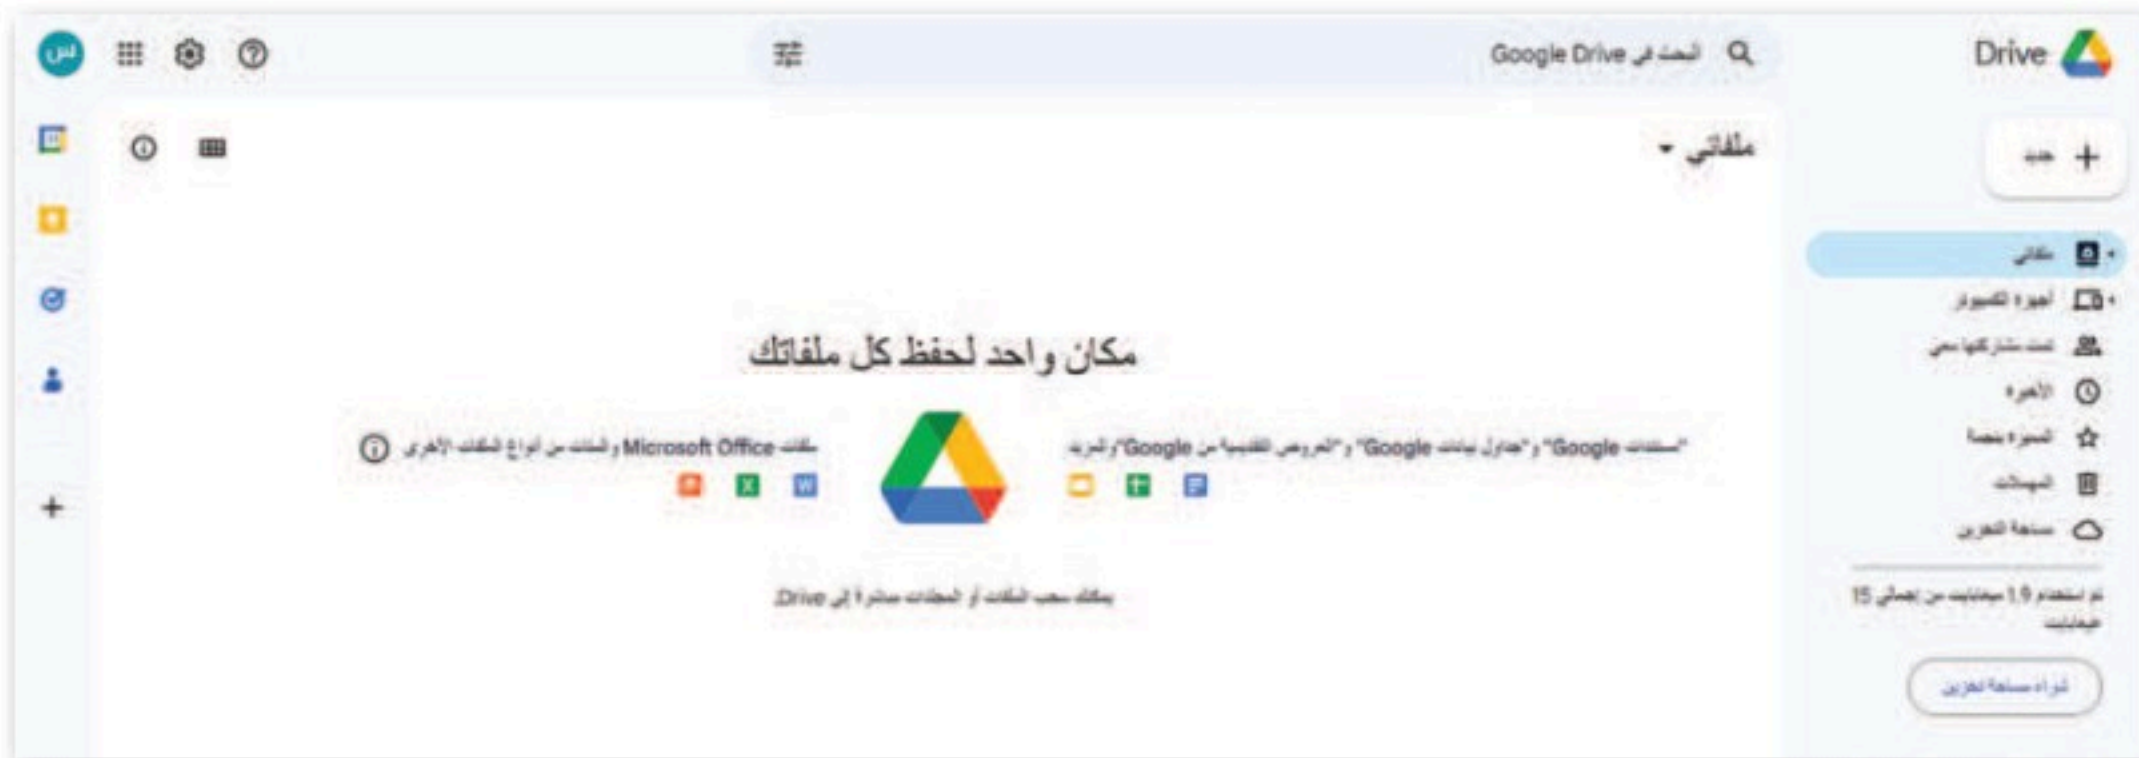 Drive
البحث في Google Drive
س
جديد
ملفاتي
ملفاتي
أجهزة الكمبيوتر
تمت مشاركتها معي
الأخيرة
المميزة بنجمة
المهملات
مساحة التخزين
تم استخدام 1.9 ميغابايت من إجمالي 15
غيغابايت
شراء مساحة تخزين
مكان واحد لحفظ كل ملفاتك
"مستندات Google" و"جداول بيانات Google" و"العروض التقديمية من Google" والمزيد
ملفات Microsoft Office والمئات من أنواع الملفات الأخرى
W
X
يمكنك سحب الملفات أو المجلدات مباشرة إلى Drive.